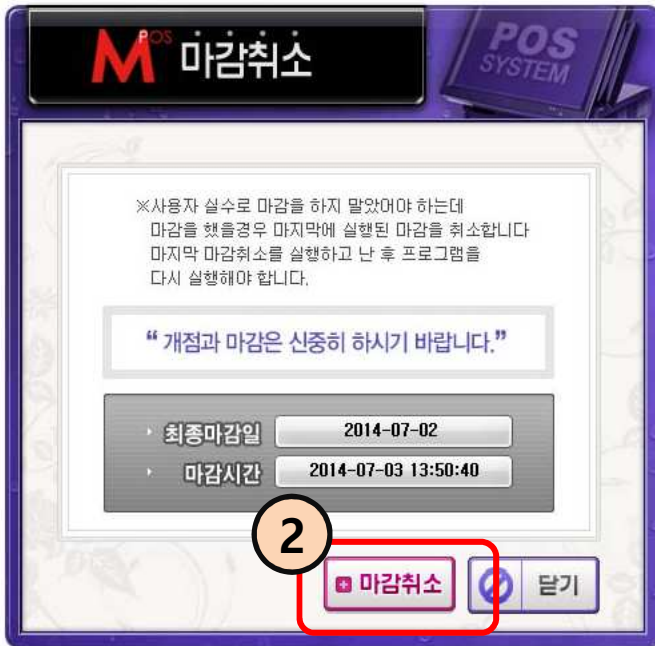 MPOS 마감취소
POS
SYSTEM
※사용자 실수로 마감을 하지 말았어야 하는데
마감을 했을경우 마지막에 실행된 마감을 취소합니다
마지막 마감취소를 실행하고 난 후 프로그램을
다시 실행해야 합니다.
“ 개점과 마감은 신중히 하시기 바랍니다.”
최종마감일 2014-07-02
마감시간 2014-07-03 13:50:40
2
마감취소 닫기